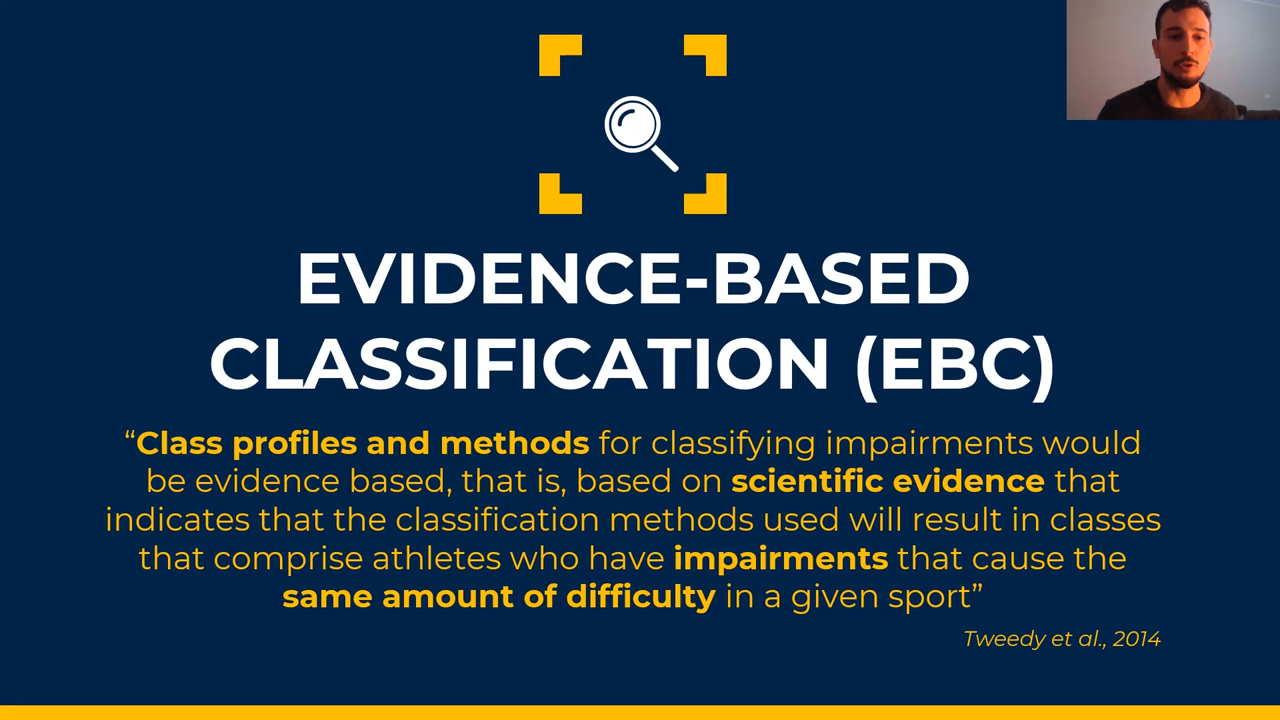 EVIDENCE-BASED
CLASSIFICATION (EBC)
“Class profiles and methods for classifying impairments would
be evidence based, that is, based on scientific evidence that
indicates that the classification methods used will result in classes
that comprise athletes who have impairments that cause the
same amount of difficulty in a given sport”
Tweedy et al., 2014